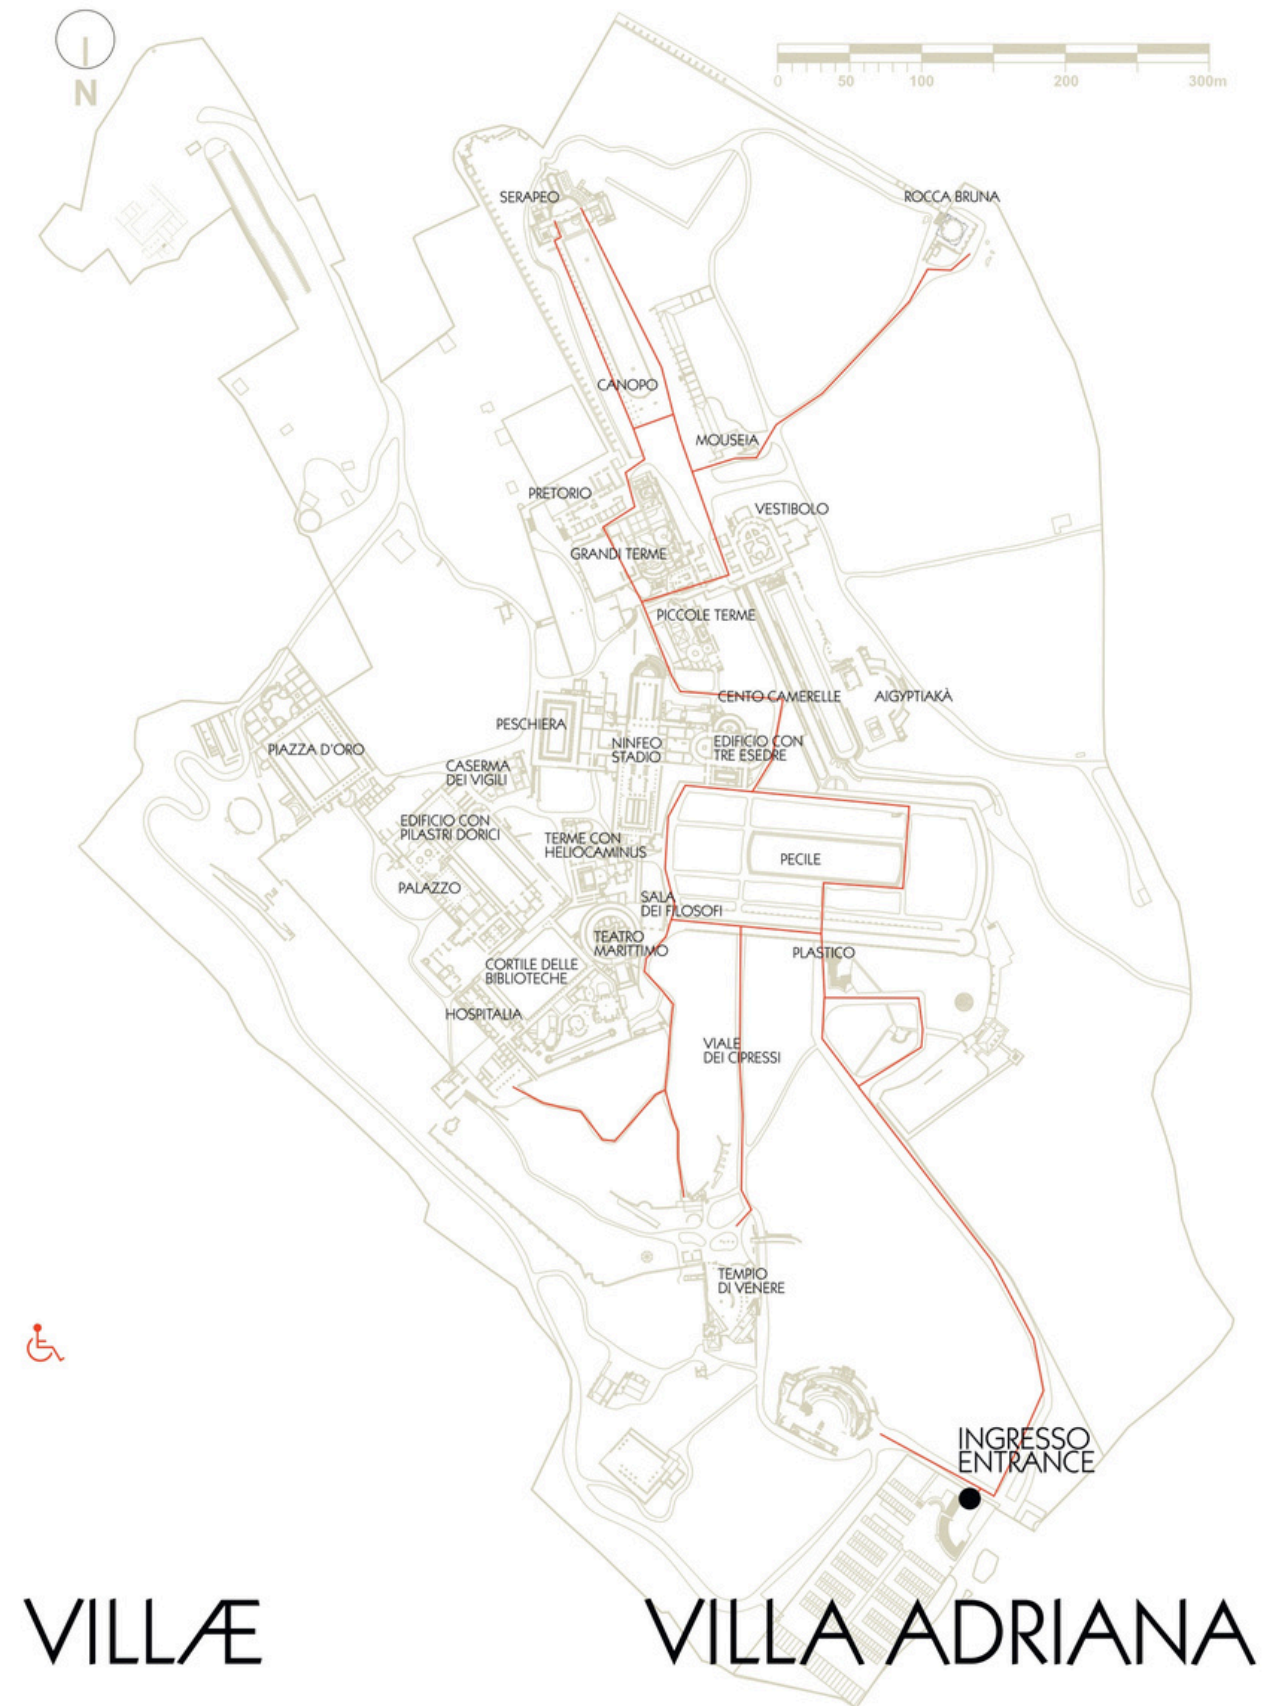 N
0 50 100 200 300m
SERAPEO
ROCCA BRUNA
CANOPO
MOUSEIA
PRETORIO
VESTIBOLO
GRANDI TERME
PICCOLE TERME
CENTO CAMERELLE
AIGYPTIAKÀ
PESCHIERA
NINFEO
STADIO
EDIFICIO CON
TRE ESEDRE
PIAZZA D'ORO
CASERMA
DEI VIGILI
EDIFICIO CON
PILASTRI DORICI
TERME CON
HELIOCAMINUS
PECILE
PALAZZO
SALA
DEI FILOSOFI
TEATRO
MARITTIMO
PLASTICO
CORTILE DELLE
BIBLIOTECHE
HOSPITALIA
VIALE
DEI CIPRESSI
TEMPIO
DI VENERE
INGRESSO
ENTRANCE
VILLÆ
VILLA ADRIANA